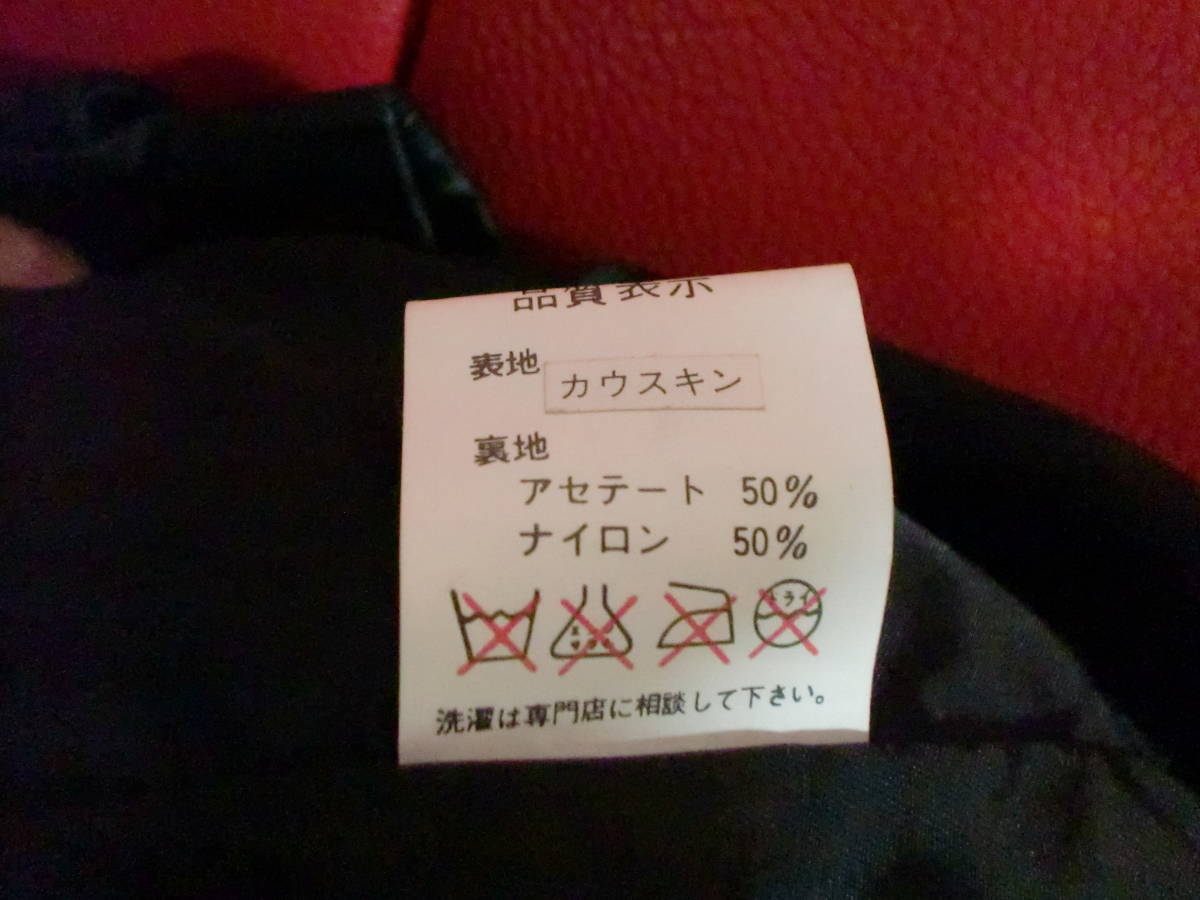 品質表示
表地 カウスキン
裏地
アセテート 50%
ナイロン 50%
ドライ
洗濯は専門店に相談して下さい。